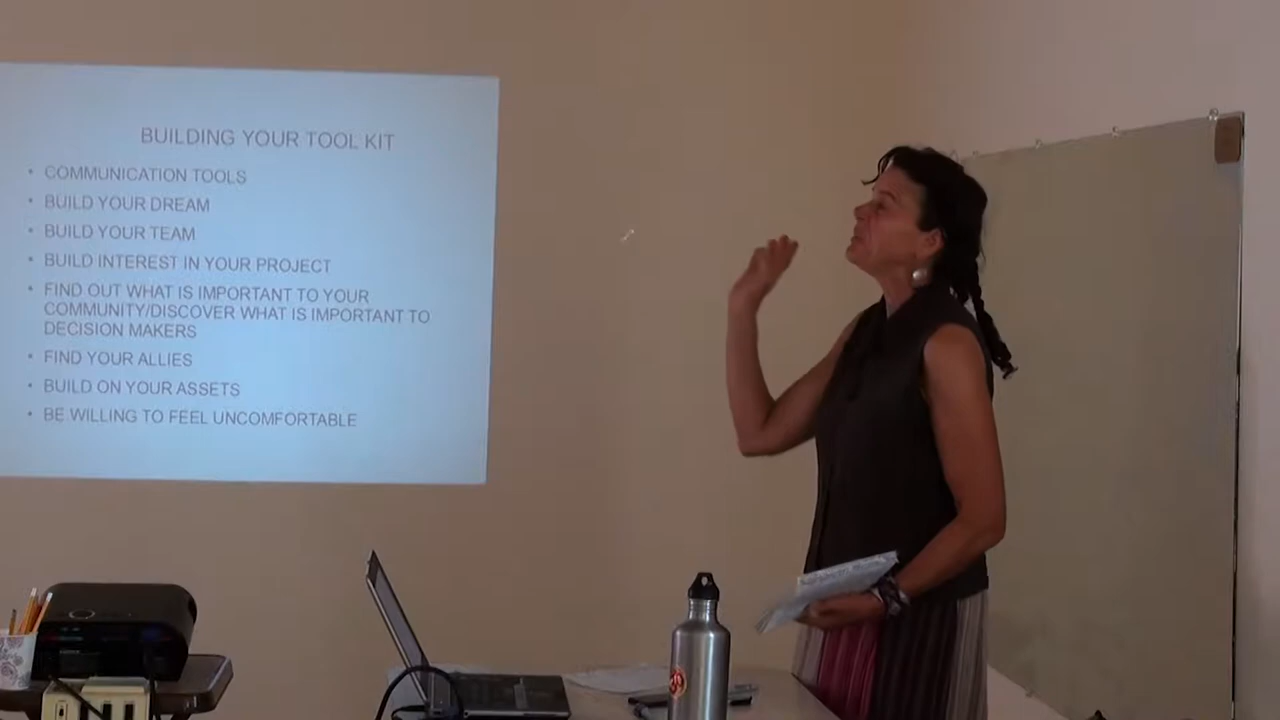 BUILDING YOUR TOOL KIT
• COMMUNICATION TOOLS
• BUILD YOUR DREAM
• BUILD YOUR TEAM
• BUILD INTEREST IN YOUR PROJECT
• FIND OUT WHAT IS IMPORTANT TO YOUR
COMMUNITY/DISCOVER WHAT IS IMPORTANT TO
DECISION MAKERS
• FIND YOUR ALLIES
• BUILD ON YOUR ASSETS
• BE WILLING TO FEEL UNCOMFORTABLE